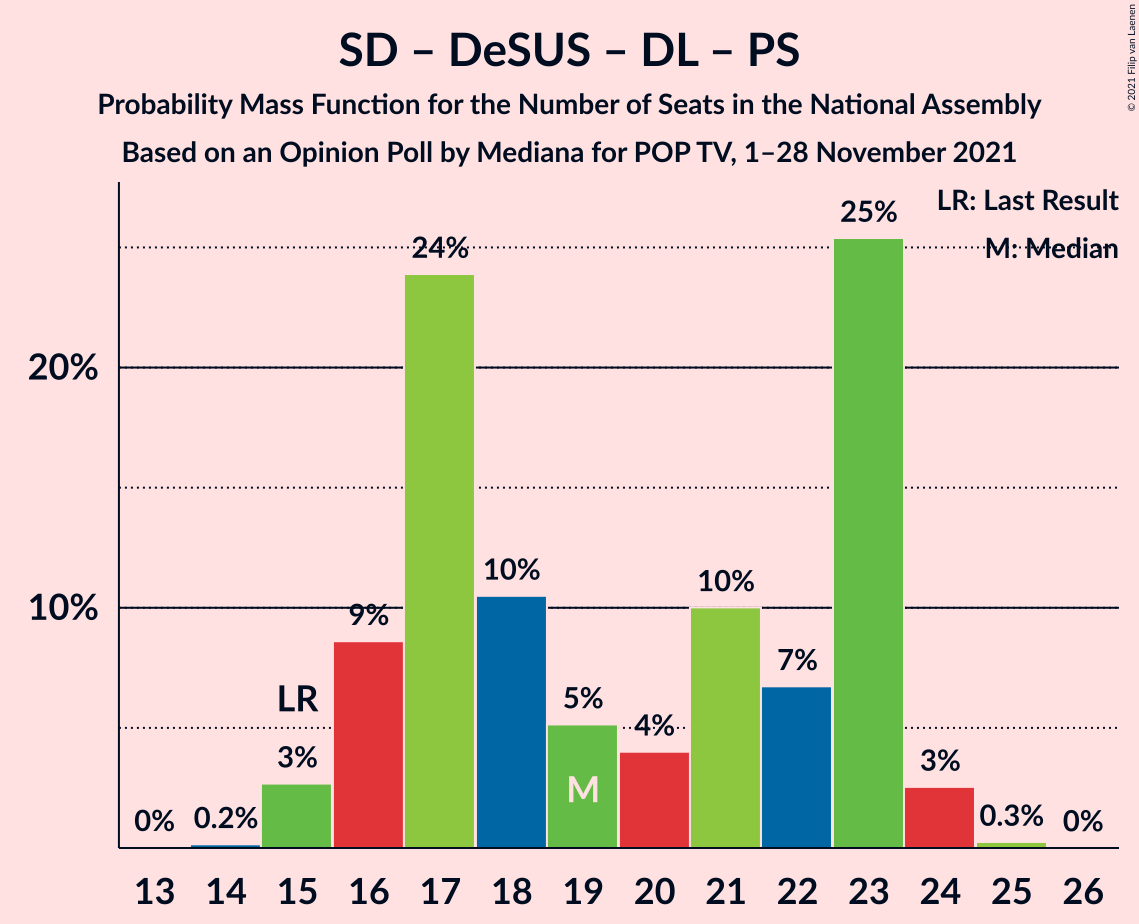 SD – DeSUS – DL – PS
Probability Mass Function for the Number of Seats in the National Assembly
Based on an Opinion Poll by Mediana for POP TV, 1–28 November 2021
© 2021 Filip van Laenen
LR: Last Result
M: Median
20%
10%
0%
0.2%
3%
LR
9%
24%
10%
5%
M
4%
10%
7%
25%
3%
0.3%
0%
13 14 15 16 17 18 19 20 21 22 23 24 25 26